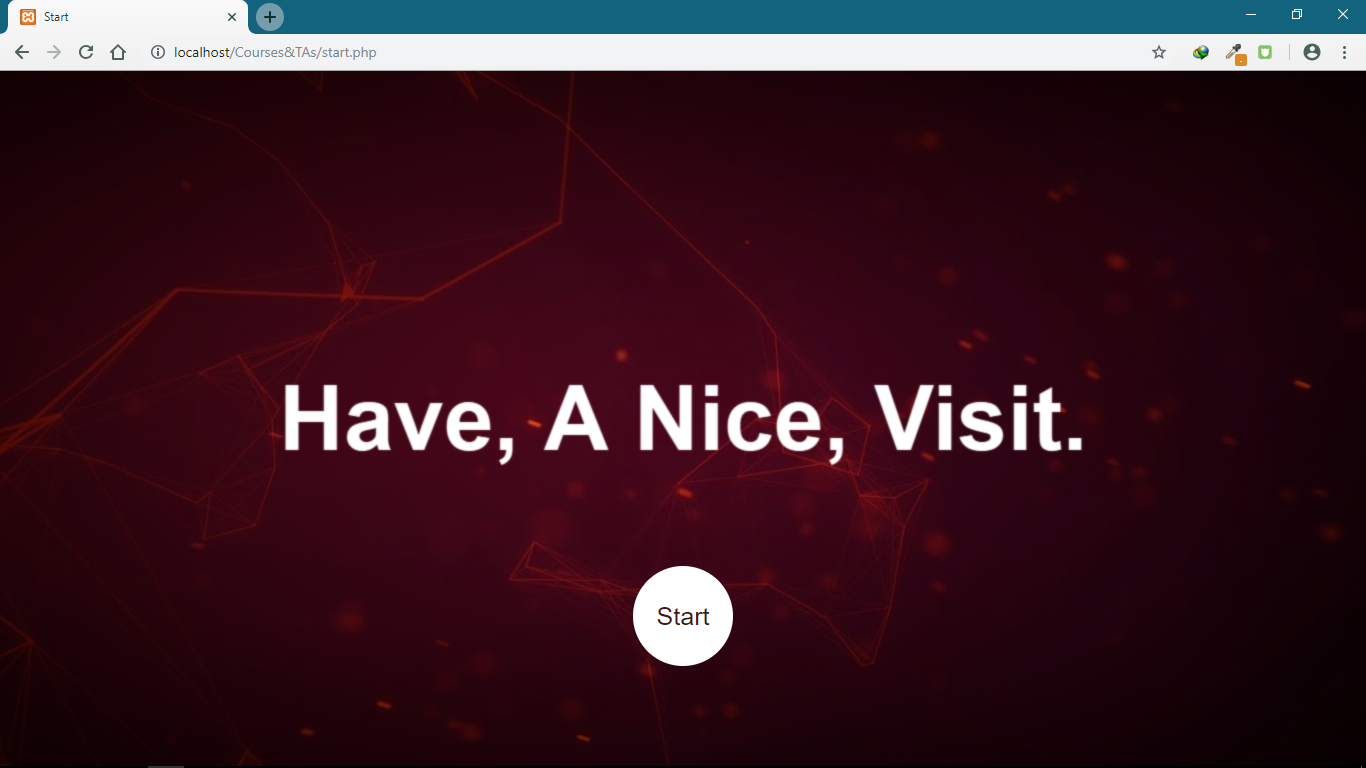 Start
localhost/Courses&TAs/start.php
Have, A Nice, Visit.
Start